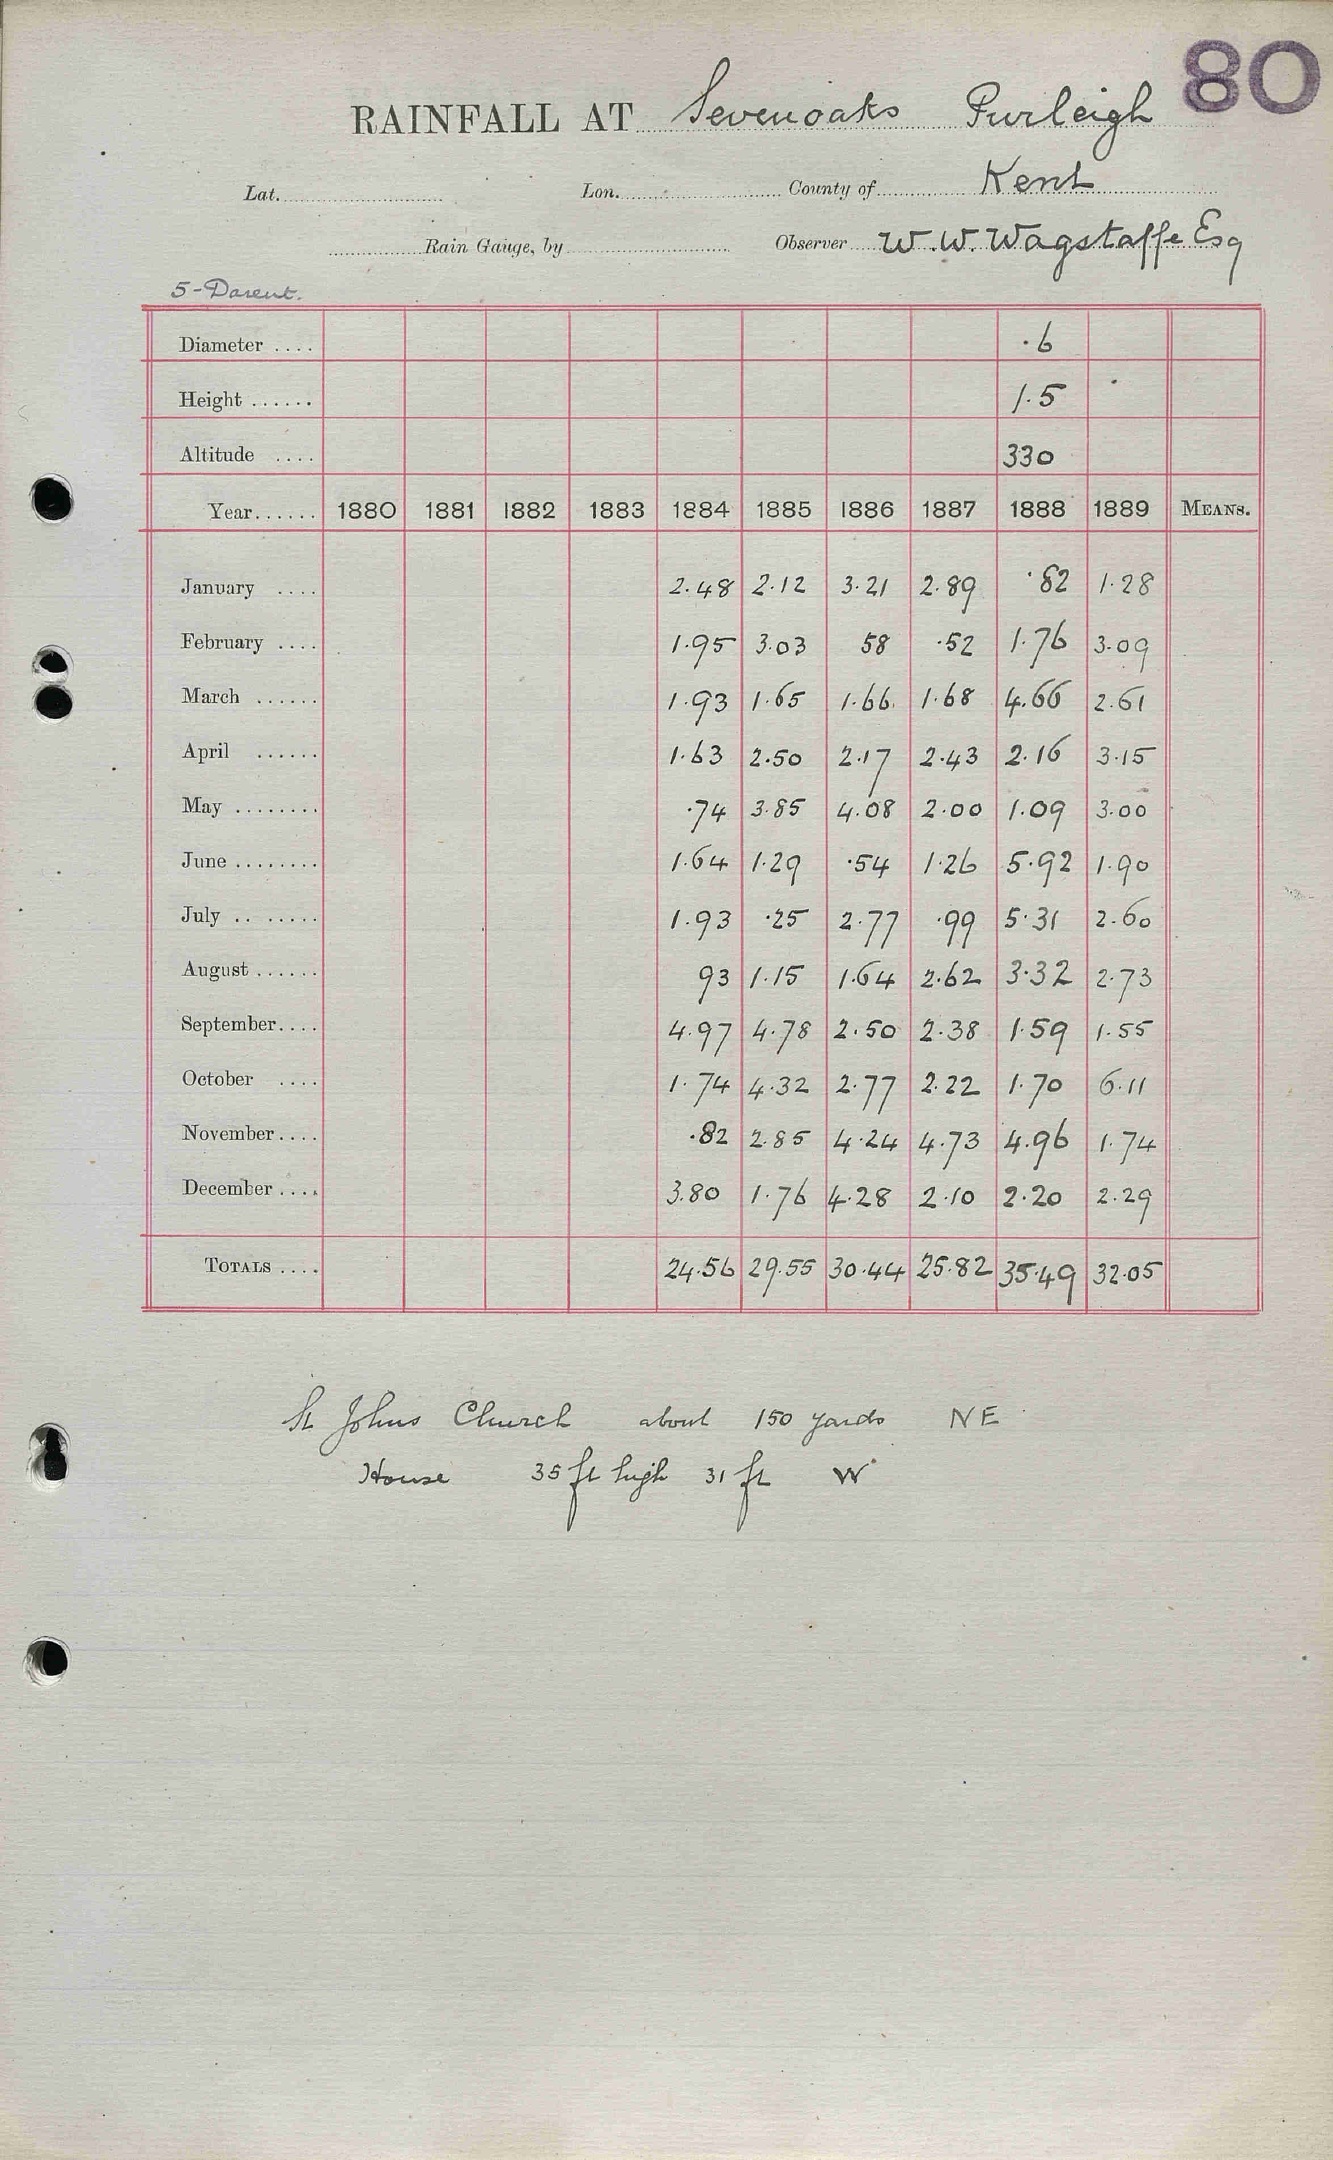 80
RAINFALL AT Sevenoaks Purleigh
Lat. Lon. County of Kent
Rain Gauge, by Observer W. W. Wagstaffe Esq
5-Darent.
Diameter .... ·6
Height ...... 1·5
Altitude .... 330
Year...... 1880 1881 1882 1883 1884 1885 1886 1887 1888 1889 MEANS.
January .... 2.48 2.12 3.21 2.89 ·82 1.28
February .... 1.95 3.03 58 ·52 1.76 3.09
March ...... 1.93 1.65 1.66 1.68 4.66 2.61
April ...... 1.63 2.50 2.17 2.43 2.16 3.15
May ........ ·74 3.85 4.08 2.00 1.09 3.00
June ........ 1.64 1.29 ·54 1.26 5.92 1.90
July .. ..... 1.93 ·25 2.77 ·99 5.31 2.60
August ...... 93 1.15 1.64 2.62 3.32 2.73
September.... 4.97 4.78 2.50 2.38 1.59 1.55
October .... 1.74 4.32 2.77 2.22 1.70 6.11
November.... ·82 2.85 4.24 4.73 4.96 1.74
December .... 3.80 1.76 4.28 2.10 2.20 2.29
TOTALS .... 24.56 29.55 30.44 25.82 35.49 32.05
St Johns Church about 150 yards NE
House 35 ft high 31 ft W